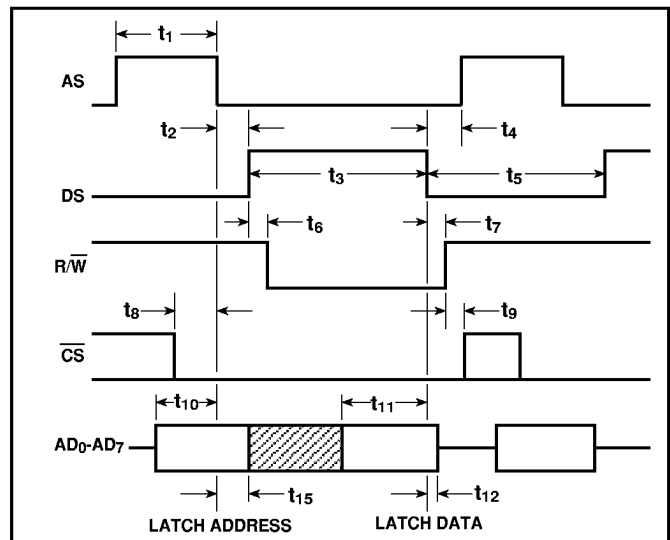 t₁
AS
t₂
t₄
t₃
t₅
DS
t₆
t₇
R/W̅
t₈
t₉
C̅S̅
t₁₀
t₁₁
AD₀-AD₇
t₁₅
t₁₂
LATCH ADDRESS
LATCH DATA